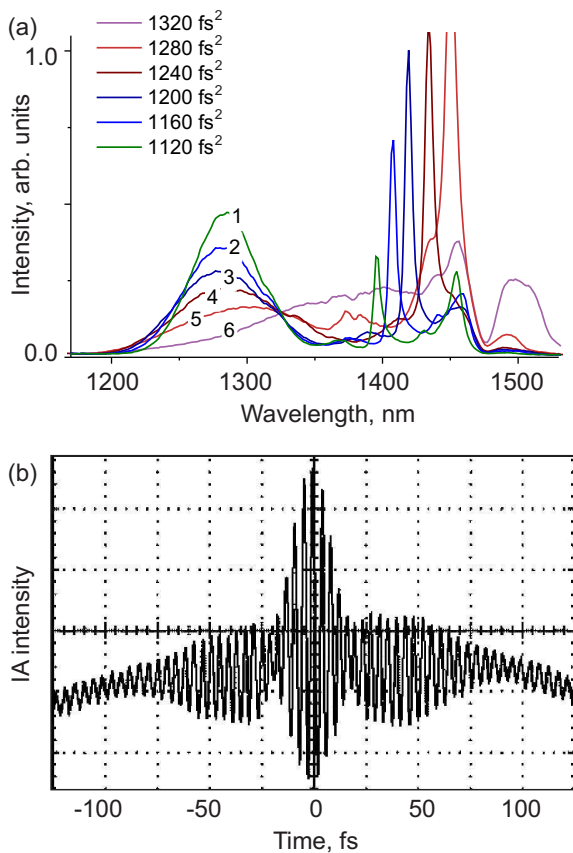 (a)
1320 fs²
1280 fs²
1240 fs²
1200 fs²
1160 fs²
1120 fs²
1.0
0.0
Intensity, arb. units
1
2
3
4
5
6
1200 1300 1400 1500
Wavelength, nm
(b)
IA intensity
-100 -50 0 50 100
Time, fs